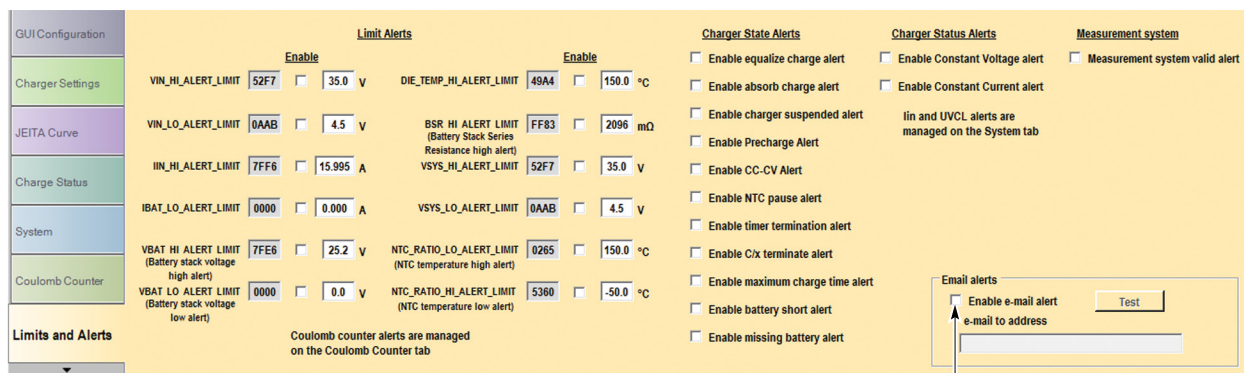 GUI Configuration
Charger Settings
JEITA Curve
Charge Status
System
Coulomb Counter
Limits and Alerts
Limit Alerts
Enable
VIN_HI_ALERT_LIMIT 52F7 35.0 V
VIN_LO_ALERT_LIMIT 0AAB 4.5 V
IIN_HI_ALERT_LIMIT 7FF6 15.995 A
IBAT_LO_ALERT_LIMIT 0000 0.000 A
VBAT HI ALERT LIMIT 7FE6 25.2 V
(Battery stack voltage
high alert)
VBAT LO ALERT LIMIT 0000 0.0 V
(Battery stack voltage
low alert)
Enable
DIE_TEMP_HI_ALERT_LIMIT 49A4 150.0 °C
BSR HI ALERT LIMIT FF83 2096 mΩ
(Battery Stack Series
Resistance high alert)
VSYS_HI_ALERT_LIMIT 52F7 35.0 V
VSYS_LO_ALERT_LIMIT 0AAB 4.5 V
NTC_RATIO_LO_ALERT_LIMIT 0265 150.0 °C
(NTC temperature high alert)
NTC_RATIO_HI_ALERT_LIMIT 5360 -50.0 °C
(NTC temperature low alert)
Coulomb counter alerts are managed
on the Coulomb Counter tab
Charger State Alerts
Enable equalize charge alert
Enable absorb charge alert
Enable charger suspended alert
Enable Precharge Alert
Enable CC-CV Alert
Enable NTC pause alert
Enable timer termination alert
Enable C/x terminate alert
Enable maximum charge time alert
Enable battery short alert
Enable missing battery alert
Charger Status Alerts
Enable Constant Voltage alert
Enable Constant Current alert
Iin and UVCL alerts are
managed on the System tab
Measurement system
Measurement system valid alert
Email alerts
Enable e-mail alert
Test
e-mail to address